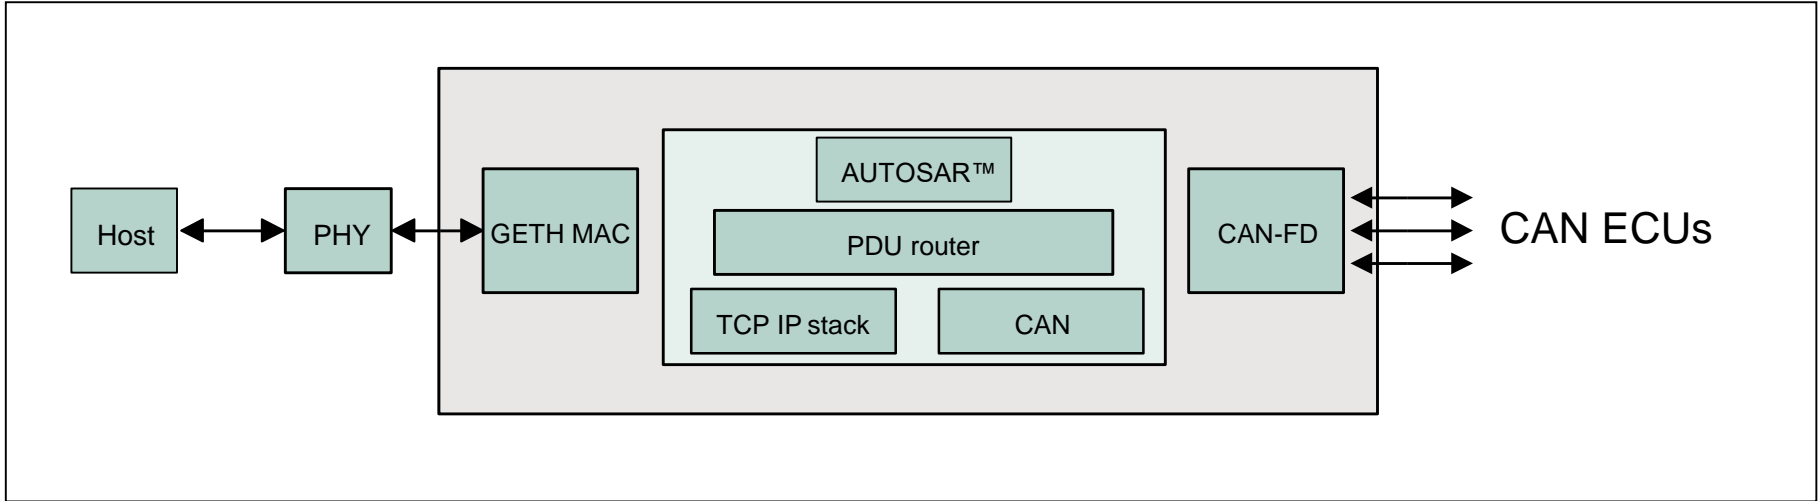 Host
PHY
GETH MAC
AUTOSAR™
PDU router
TCP IP stack
CAN
CAN-FD
CAN ECUs